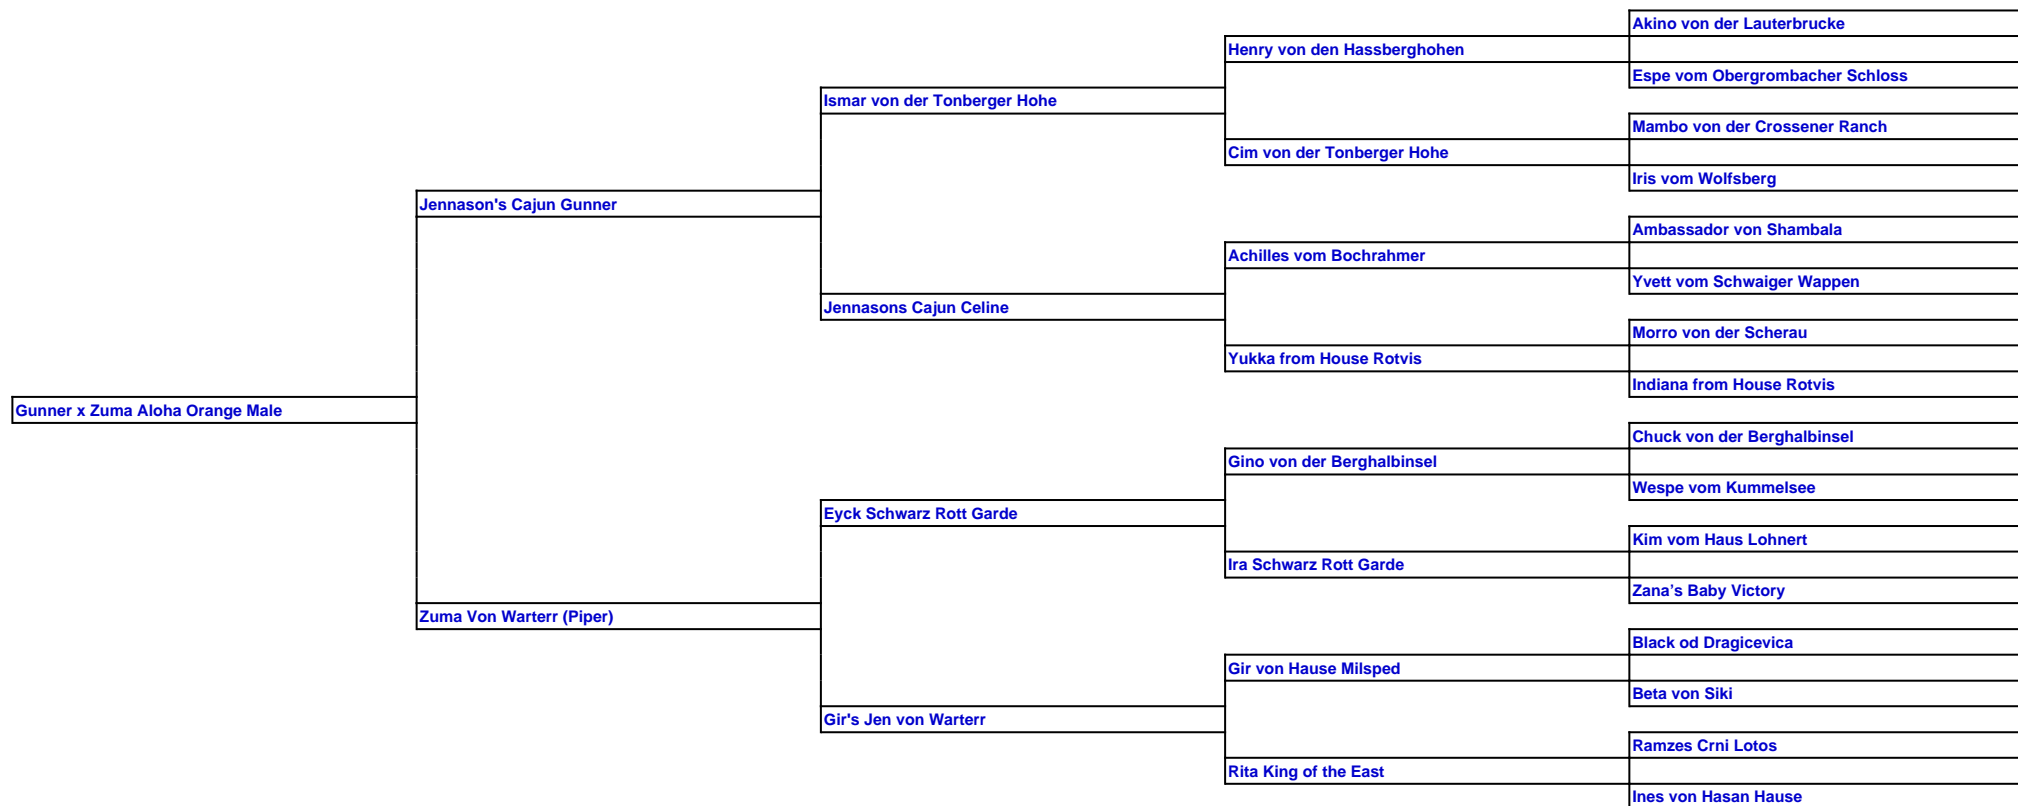 Akino von der Lauterbrucke
Henry von den Hassberghohen
Espe vom Obergrombacher Schloss
Ismar von der Tonberger Hohe
Mambo von der Crossener Ranch
Cim von der Tonberger Hohe
Iris vom Wolfsberg
Jennason's Cajun Gunner
Ambassador von Shambala
Achilles vom Bochrahmer
Yvett vom Schwaiger Wappen
Jennasons Cajun Celine
Morro von der Scherau
Yukka from House Rotvis
Indiana from House Rotvis
Gunner x Zuma Aloha Orange Male
Chuck von der Berghalbinsel
Gino von der Berghalbinsel
Wespe vom Kummelsee
Eyck Schwarz Rott Garde
Kim vom Haus Lohnert
Ira Schwarz Rott Garde
Zana’s Baby Victory
Zuma Von Warterr (Piper)
Black od Dragicevica
Gir von Hause Milsped
Beta von Siki
Gir's Jen von Warterr
Ramzes Crni Lotos
Rita King of the East
Ines von Hasan Hause